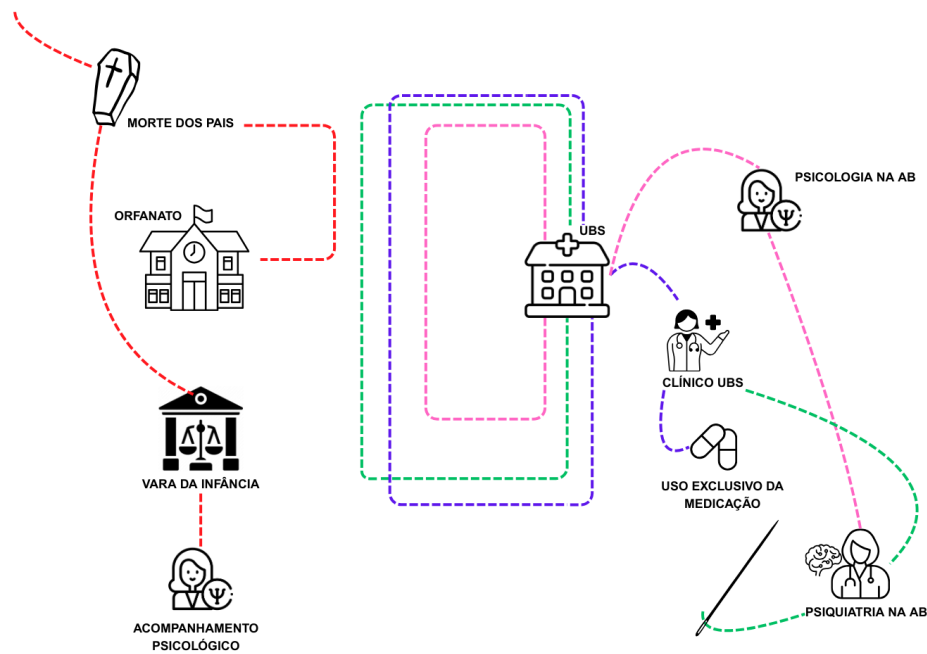 MORTE DOS PAIS
ORFANATO
VARA DA INFÂNCIA
ACOMPANHAMENTO
PSICOLÓGICO
UBS
PSICOLOGIA NA AB
CLÍNICO UBS
USO EXCLUSIVO DA
MEDICAÇÃO
PSIQUIATRIA NA AB